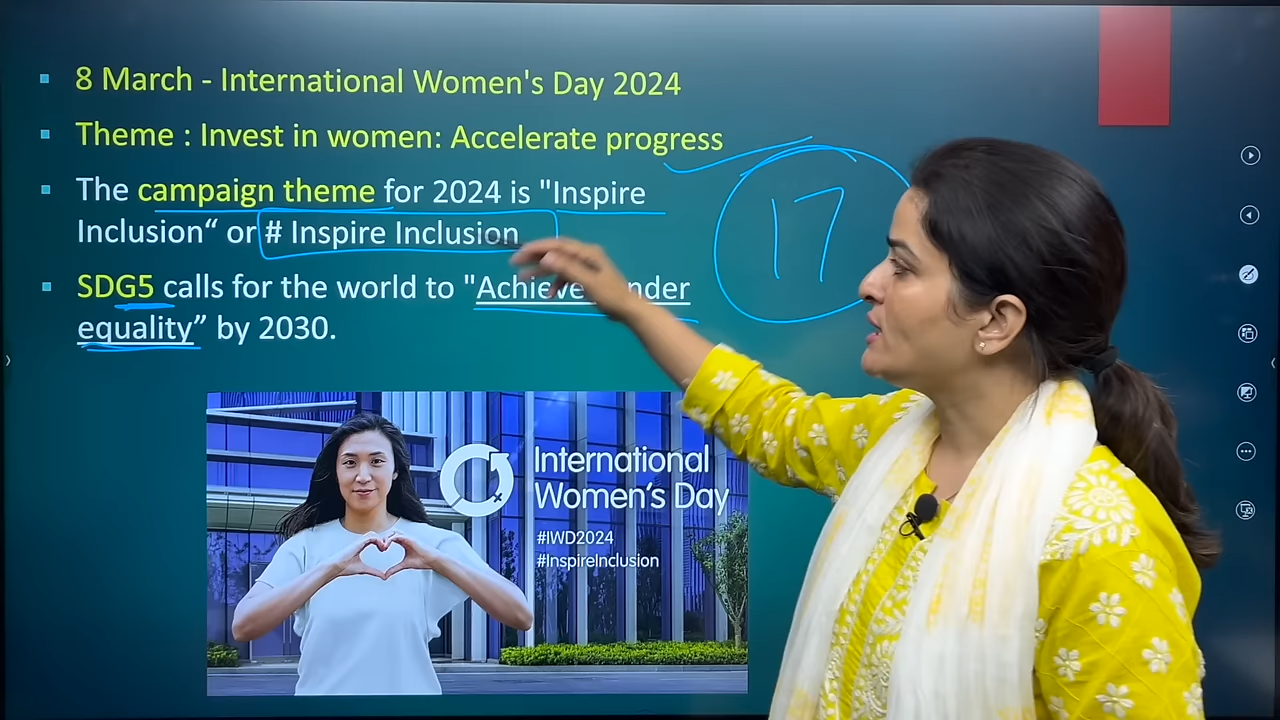 8 March - International Women's Day 2024
Theme : Invest in women: Accelerate progress
The campaign theme for 2024 is "Inspire
Inclusion“ or # Inspire Inclusion
SDG5 calls for the world to "Achieve nder
equality” by 2030.
17
International
Women's Day
#IWD2024
#InspireInclusion